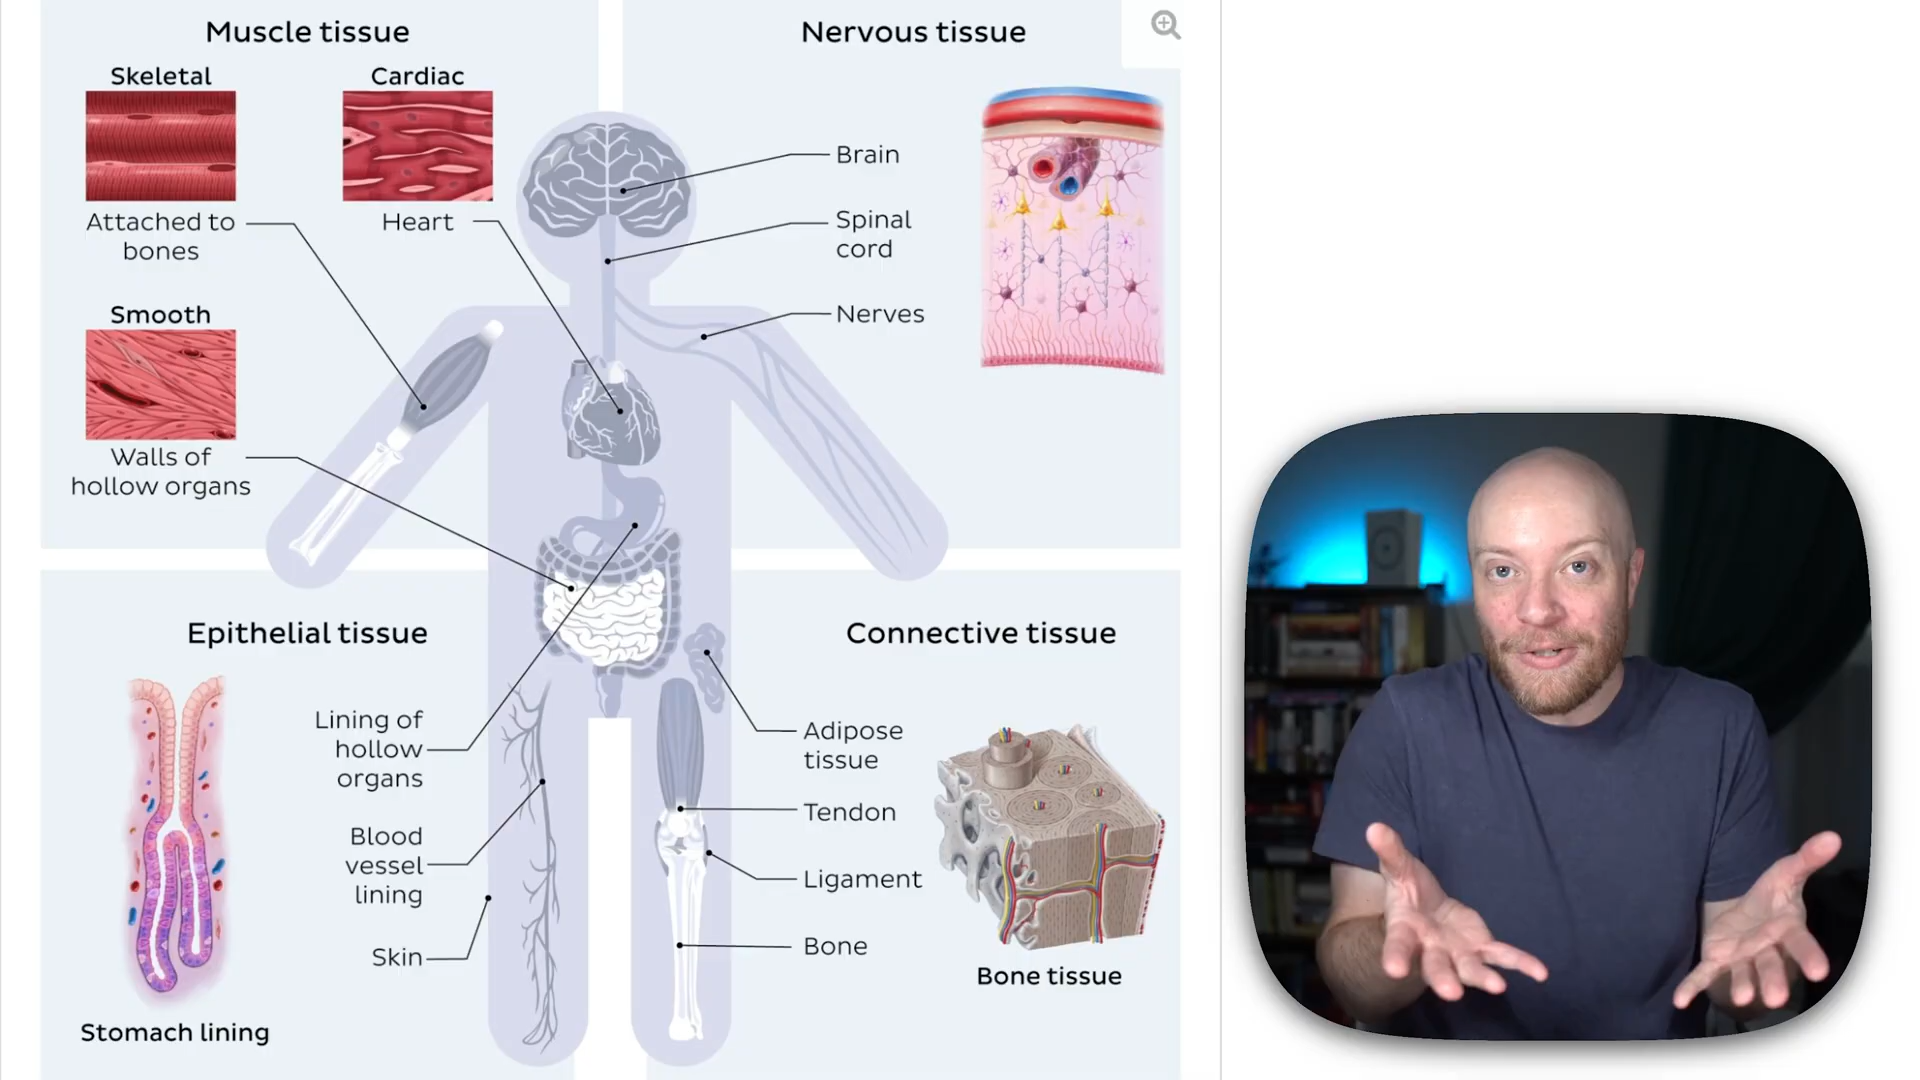 Muscle tissue
Skeletal
Cardiac
Attached to
bones
Heart
Smooth
Walls of
hollow organs
Nervous tissue
Brain
Spinal
cord
Nerves
Epithelial tissue
Lining of
hollow
organs
Blood
vessel
lining
Skin
Stomach lining
Connective tissue
Adipose
tissue
Tendon
Ligament
Bone
Bone tissue